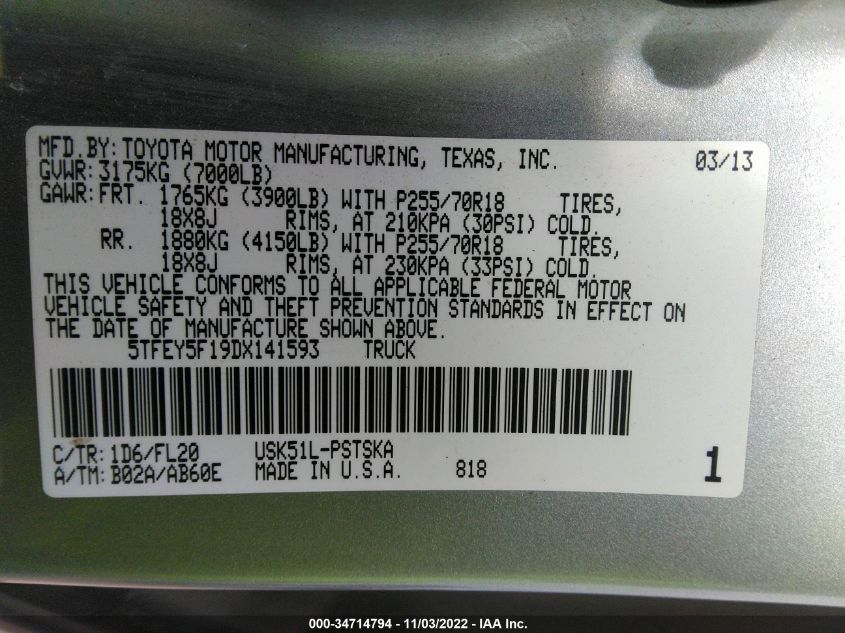 MFD.BY: TOYOTA MOTOR MANUFACTURING, TEXAS, INC. 03/13
GVWR: 3175KG (7000LB)
GAWR: FRT. 1765KG (3900LB) WITH P255/70R18 TIRES,
18X8J RIMS, AT 210KPA (30PSI) COLD.
RR. 1880KG (4150LB) WITH P255/70R18 TIRES,
18X8J RIMS, AT 230KPA (33PSI) COLD.
THIS VEHICLE CONFORMS TO ALL APPLICABLE FEDERAL MOTOR
VEHICLE SAFETY AND THEFT PREVENTION STANDARDS IN EFFECT ON
THE DATE OF MANUFACTURE SHOWN ABOVE.
5TFEY5F19DX141593 TRUCK
C/TR: 1D6/FL20 USK51L-PSTSKA
A/TM: B02A/AB60E MADE IN U.S.A. 818 1
000-34714794 - 11/03/2022 - IAA Inc.